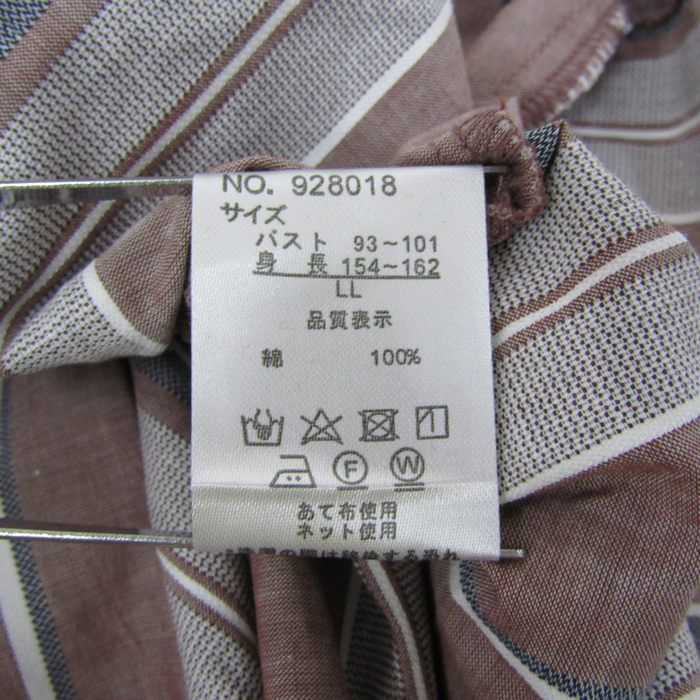 NO. 928018
サイズ
バスト 93～101
身長 154～162
LL
品質表示
綿 100%
F W
あて布使用
ネット使用